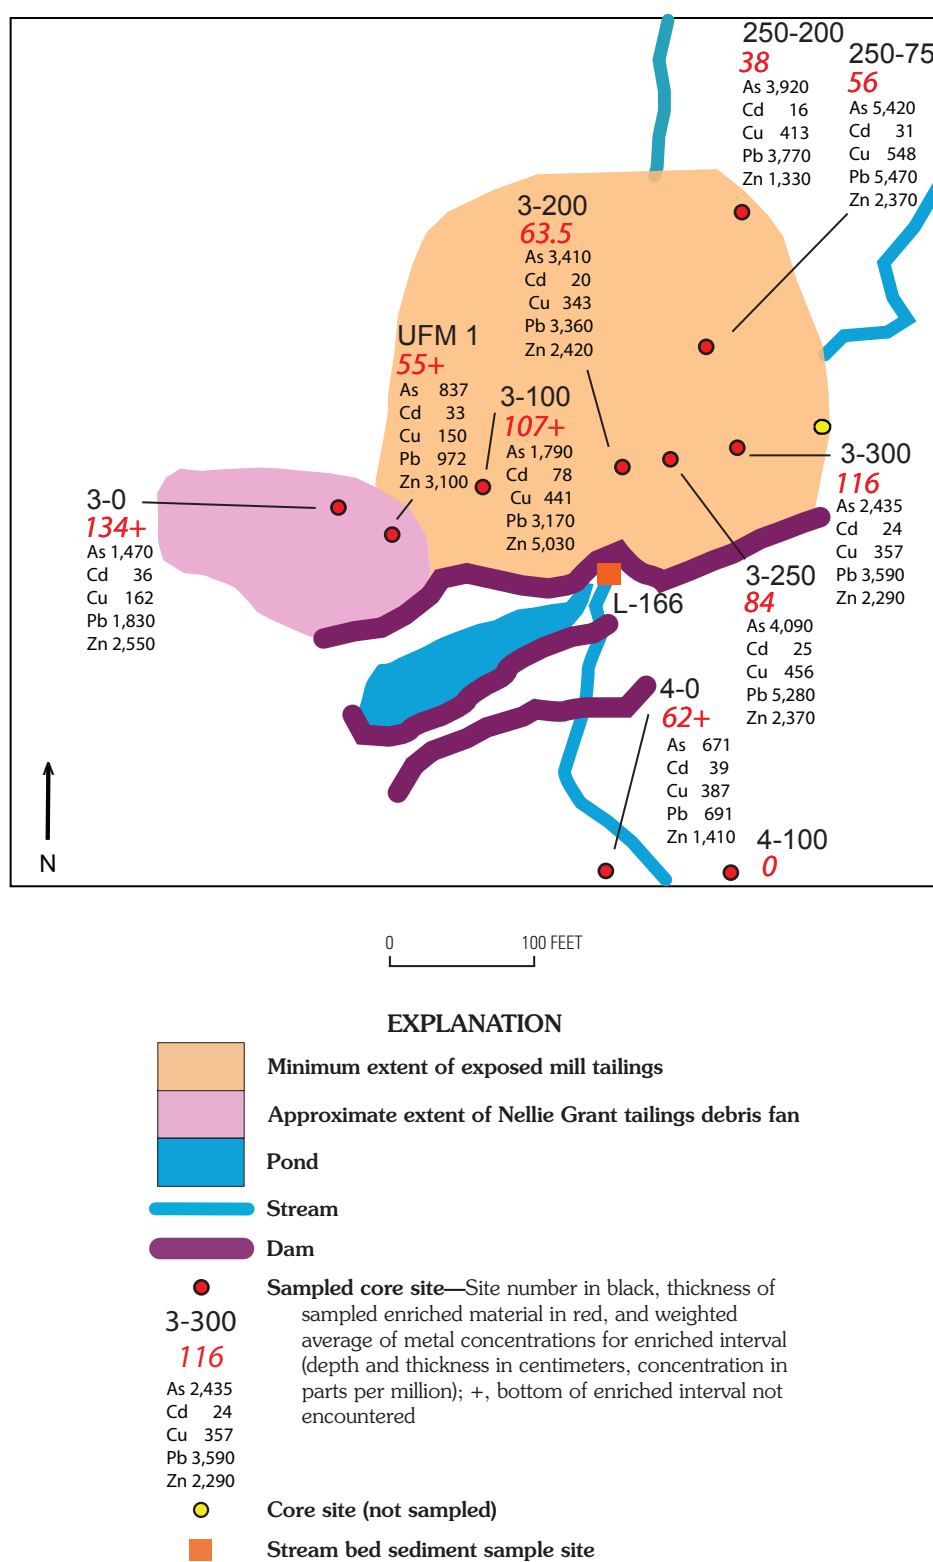 250-200
38
As 3,920
Cd 16
Cu 413
Pb 3,770
Zn 1,330
250-75
56
As 5,420
Cd 31
Cu 548
Pb 5,470
Zn 2,370
3-200
63.5
As 3,410
Cd 20
Cu 343
Pb 3,360
Zn 2,420
UFM 1
55+
As 837
Cd 33
Cu 150
Pb 972
Zn 3,100
3-100
107+
As 1,790
Cd 78
Cu 441
Pb 3,170
Zn 5,030
3-0
134+
As 1,470
Cd 36
Cu 162
Pb 1,830
Zn 2,550
3-300
116
As 2,435
Cd 24
Cu 357
Pb 3,590
Zn 2,290
3-250
84
As 4,090
Cd 25
Cu 456
Pb 5,280
Zn 2,370
L-166
4-0
62+
As 671
Cd 39
Cu 387
Pb 691
Zn 1,410
4-100
0
N
0 100 FEET
EXPLANATION
Minimum extent of exposed mill tailings
Approximate extent of Nellie Grant tailings debris fan
Pond
Stream
Dam
Sampled core site—Site number in black, thickness of
sampled enriched material in red, and weighted
average of metal concentrations for enriched interval
(depth and thickness in centimeters, concentration in
parts per million); +, bottom of enriched interval not
encountered
3-300
116
As 2,435
Cd 24
Cu 357
Pb 3,590
Zn 2,290
Core site (not sampled)
Stream bed sediment sample site